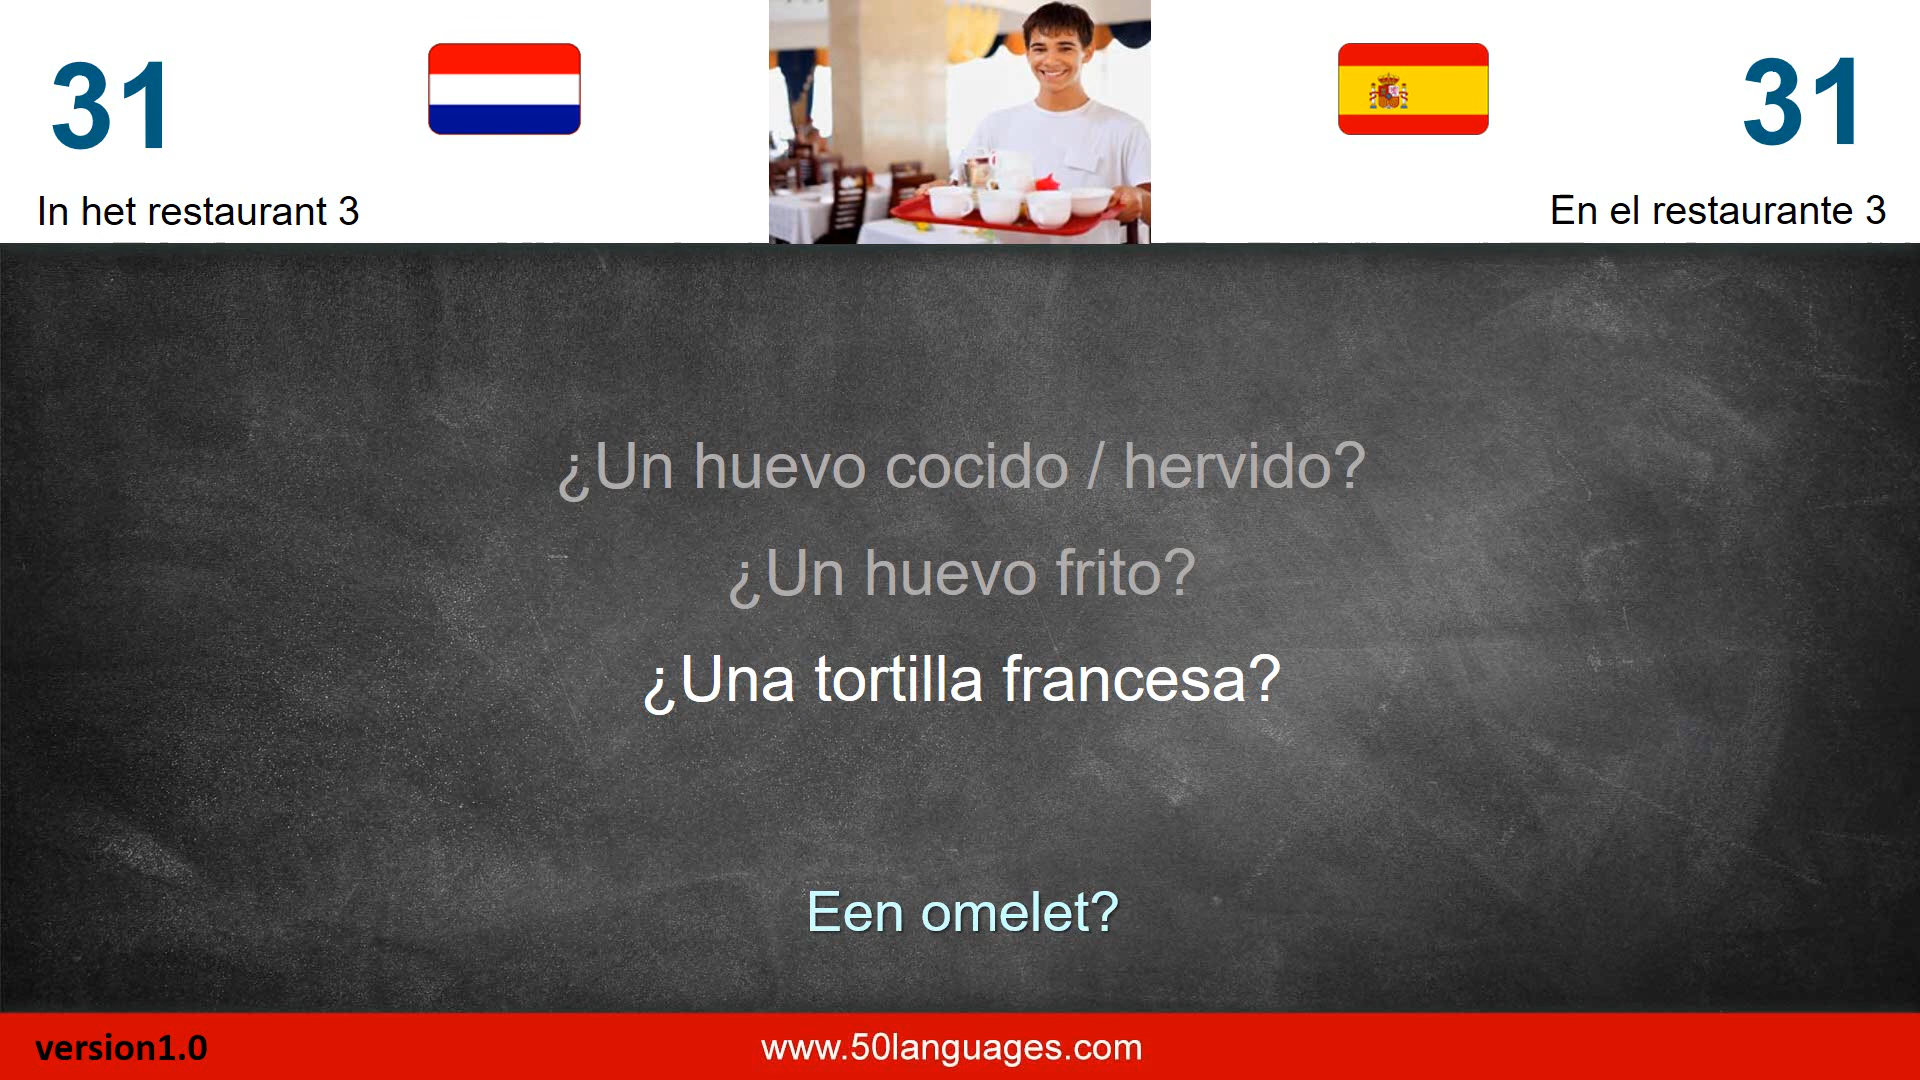 31
31
In het restaurant 3
En el restaurante 3
¿Un huevo cocido / hervido?
¿Un huevo frito?
¿Una tortilla francesa?
Een omelet?
version1.0
www.50languages.com